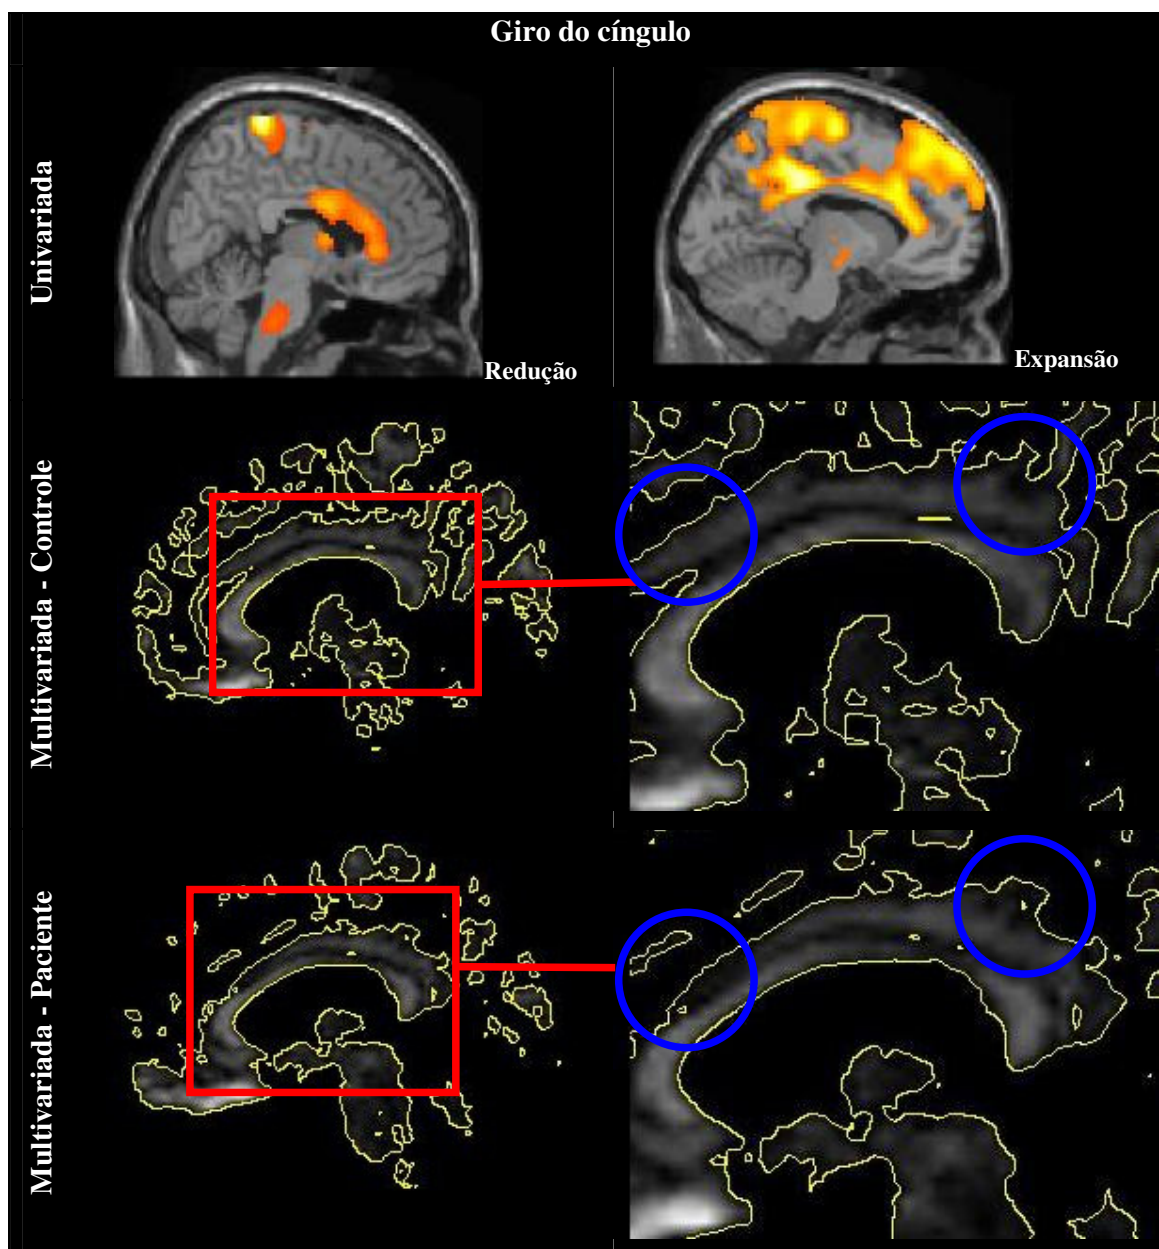 Giro do cíngulo
Univariada
Redução
Expansão
Multivariada - Controle
Multivariada - Paciente